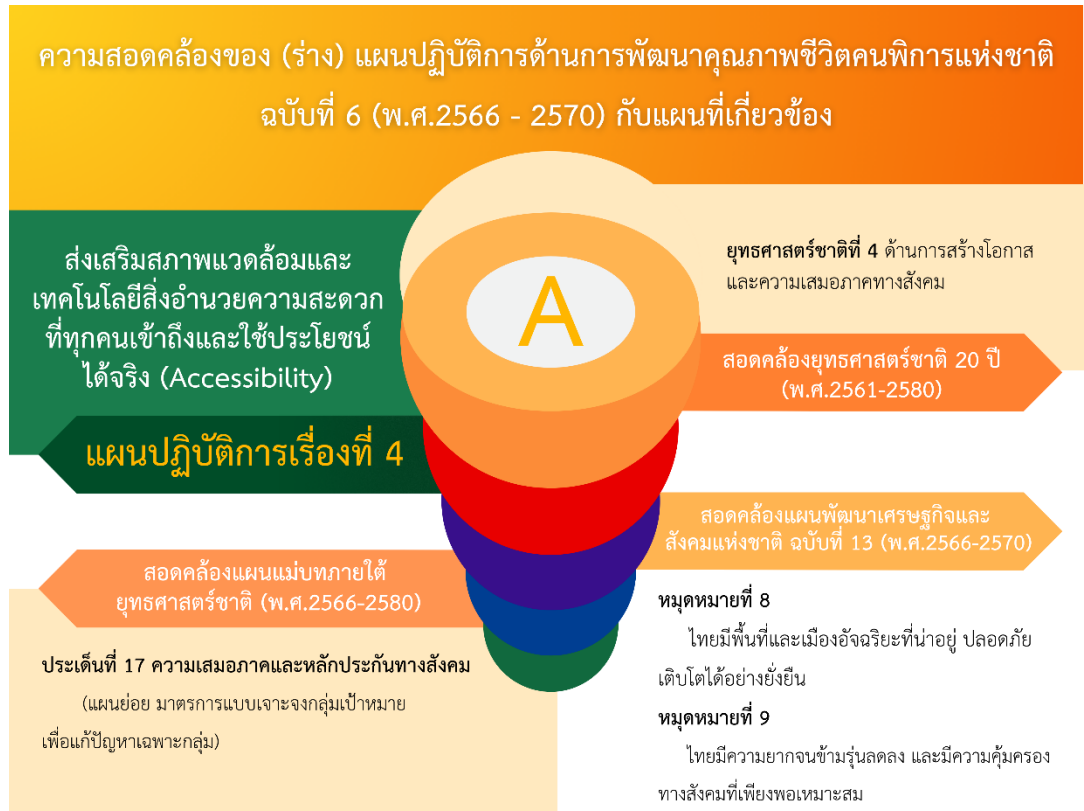 ความสอดคล้องของ (ร่าง) แผนปฏิบัติการด้านการพัฒนาคุณภาพชีวิตคนพิการแห่งชาติ
ฉบับที่ 6 (พ.ศ.2566 - 2570) กับแผนที่เกี่ยวข้อง
ส่งเสริมสภาพแวดล้อมและ
เทคโนโลยีสิ่งอำนวยความสะดวก
ที่ทุกคนเข้าถึงและใช้ประโยชน์
ได้จริง (Accessibility)
แผนปฏิบัติการเรื่องที่ 4
A
ยุทธศาสตร์ชาติที่ 4 ด้านการสร้างโอกาส
และความเสมอภาคทางสังคม
สอดคล้องยุทธศาสตร์ชาติ 20 ปี
(พ.ศ.2561-2580)
สอดคล้องแผนแม่บทภายใต้
ยุทธศาสตร์ชาติ (พ.ศ.2566-2580)
ประเด็นที่ 17 ความเสมอภาคและหลักประกันทางสังคม
(แผนย่อย มาตรการแบบเจาะจงกลุ่มเป้าหมาย
เพื่อแก้ปัญหาเฉพาะกลุ่ม)
สอดคล้องแผนพัฒนาเศรษฐกิจและ
สังคมแห่งชาติ ฉบับที่ 13 (พ.ศ.2566-2570)
หมุดหมายที่ 8
ไทยมีพื้นที่และเมืองอัจฉริยะที่น่าอยู่ ปลอดภัย
เติบโตได้อย่างยั่งยืน
หมุดหมายที่ 9
ไทยมีความยากจนข้ามรุ่นลดลง และมีความคุ้มครอง
ทางสังคมที่เพียงพอเหมาะสม